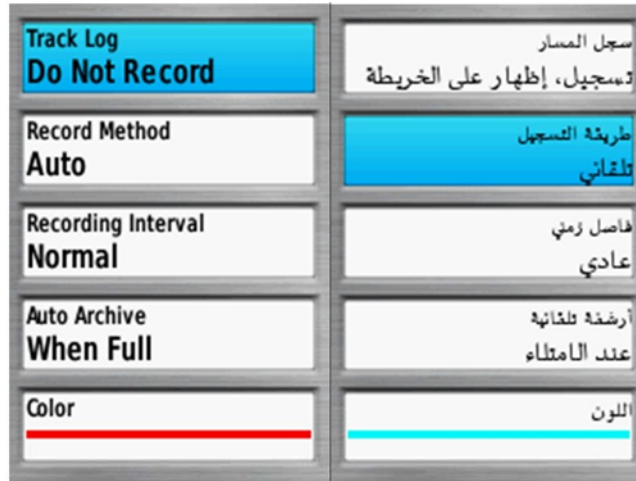 Track Log
Do Not Record
Record Method
Auto
Recording Interval
Normal
Auto Archive
When Full
Color
سجل المسار
تسجيل، إظهار على الخريطة
طريقة التسجيل
تلقائي
فاصل زمني
عادي
أرشفة تلقائية
عند الامتلاء
اللون